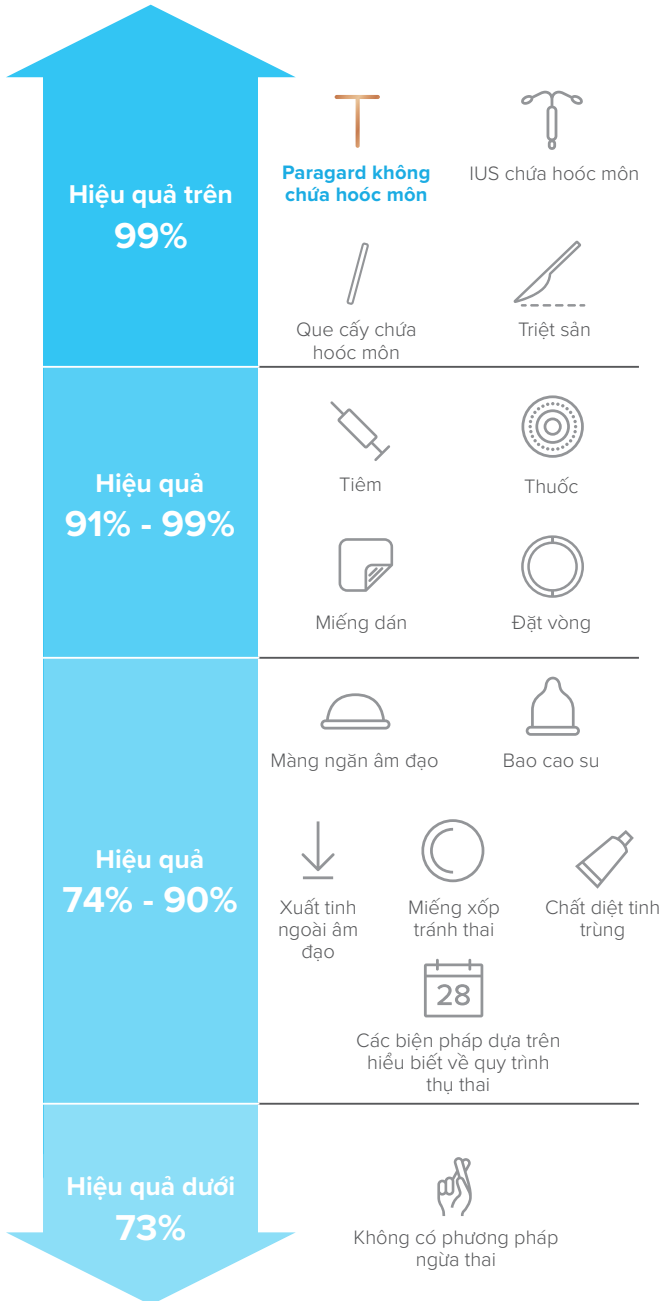 Hiệu quả trên
99%
Paragard không
chứa hoóc môn
IUS chứa hoóc môn
Que cấy chứa
hoóc môn
Triệt sản
Hiệu quả
91% - 99%
Tiêm
Thuốc
Miếng dán
Đặt vòng
Hiệu quả
74% - 90%
Màng ngăn âm đạo
Bao cao su
Xuất tinh
ngoài âm
đạo
Miếng xốp
tránh thai
Chất diệt tinh
trùng
28
Các biện pháp dựa trên
hiểu biết về quy trình
thụ thai
Hiệu quả dưới
73%
Không có phương pháp
ngừa thai